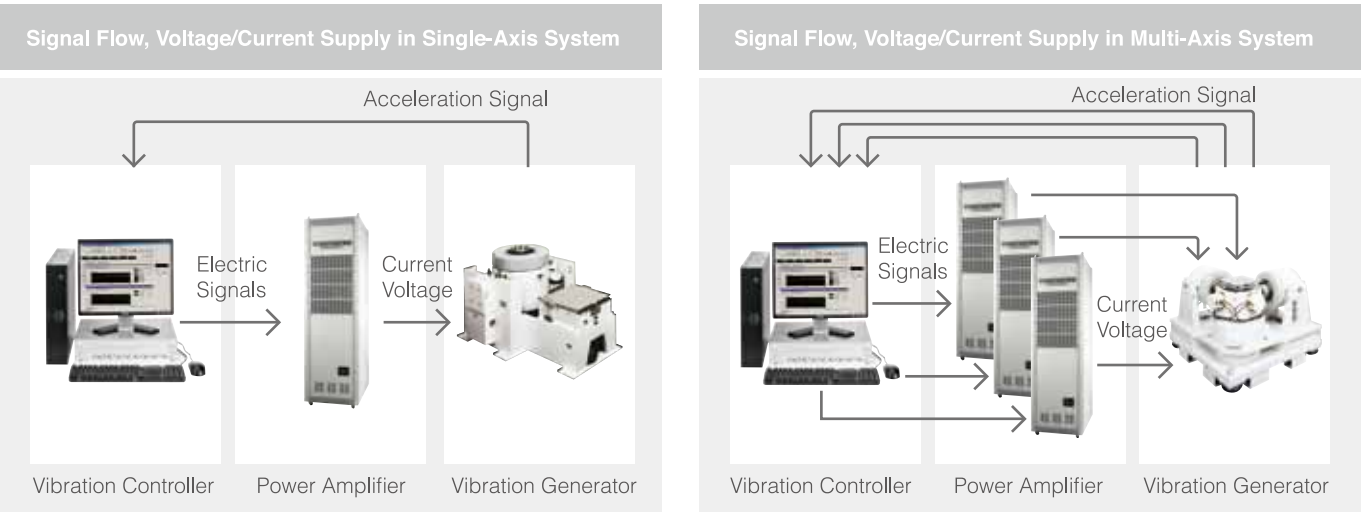 Signal Flow, Voltage/Current Supply in Single-Axis System
Acceleration Signal
Electric
Signals
Current
Voltage
Vibration Controller
Power Amplifier
Vibration Generator
Signal Flow, Voltage/Current Supply in Multi-Axis System
Acceleration Signal
Electric
Signals
Current
Voltage
Vibration Controller
Power Amplifier
Vibration Generator